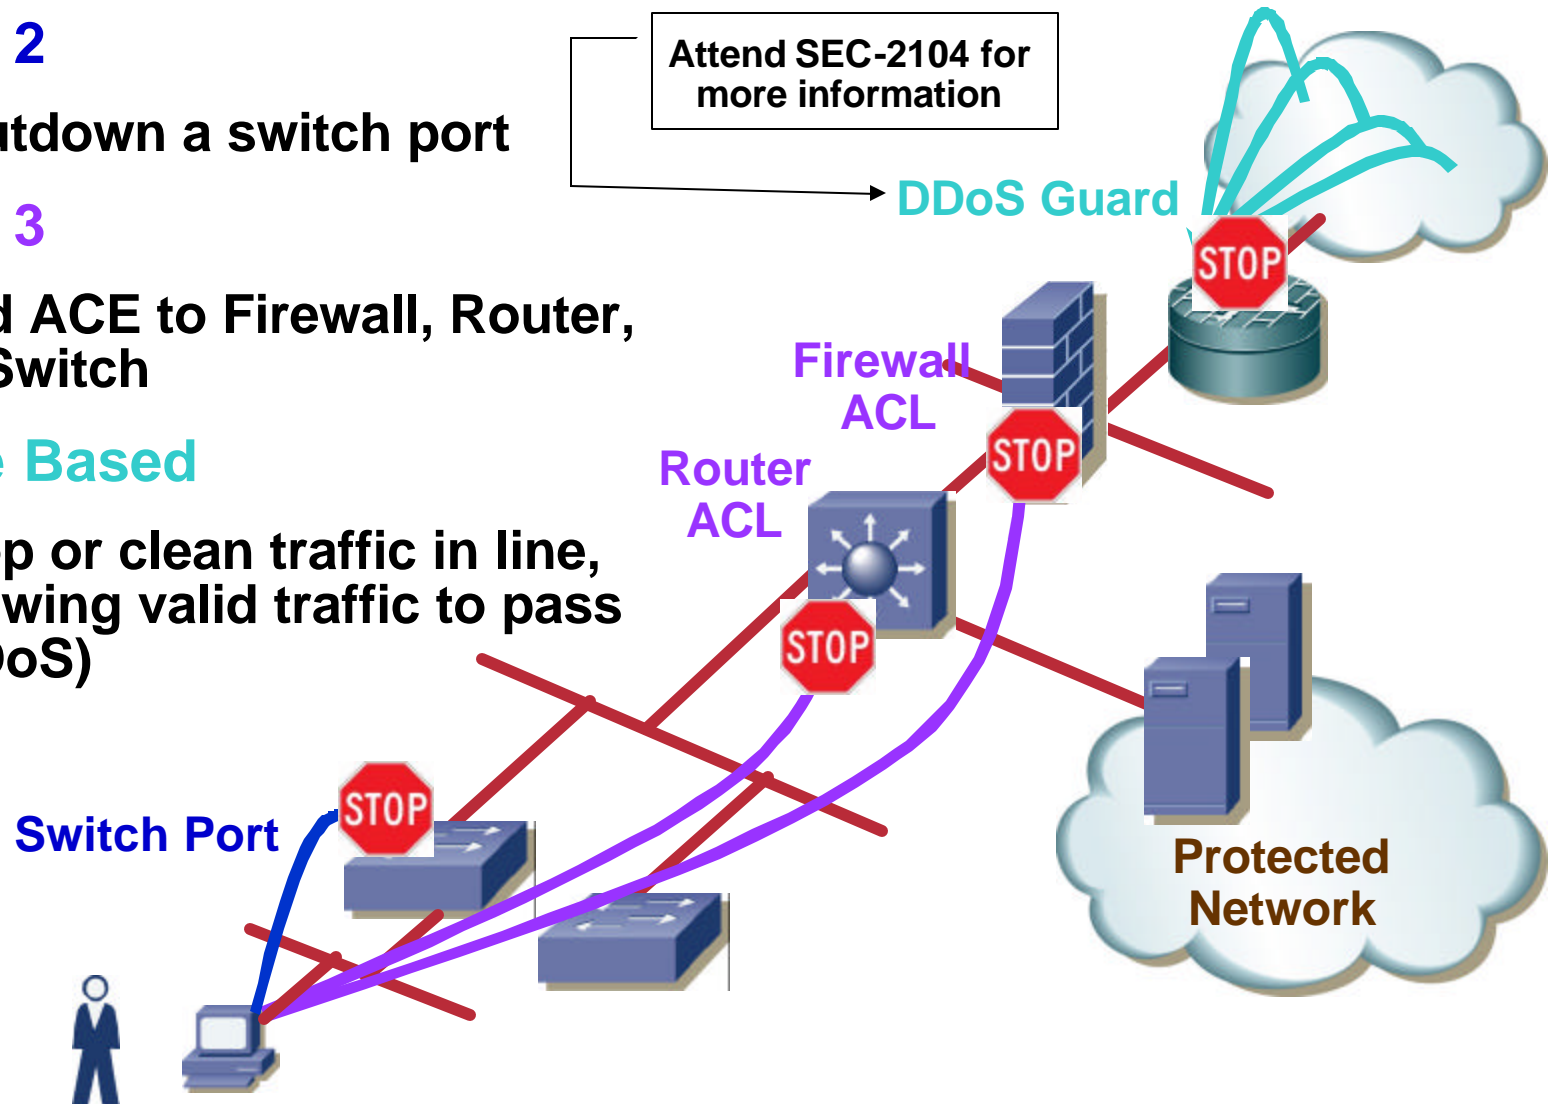 2
utdown a switch port
3
d ACE to Firewall, Router,
Switch
e Based
p or clean traffic in line,
wing valid traffic to pass
DoS)
Attend SEC-2104 for
more information
DDoS Guard
STOP
Firewall
ACL
STOP
Router
ACL
STOP
Switch Port
STOP
Protected
Network